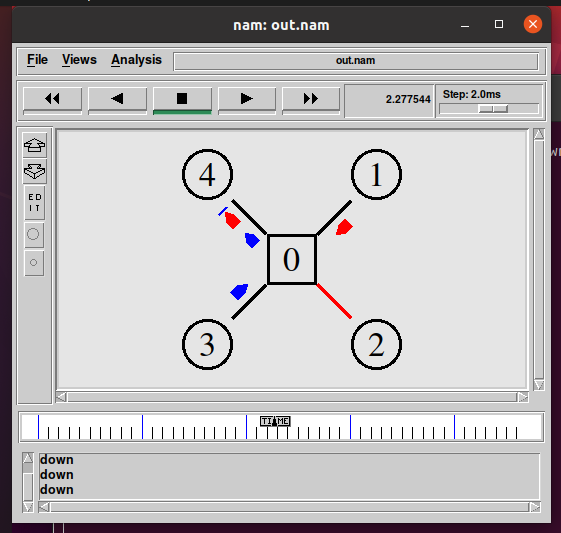 nam: out.nam
File Views Analysis out.nam
2.277544 Step: 2.0ms
ED
IT
4 1
0
3 2
TIME
down
down
down